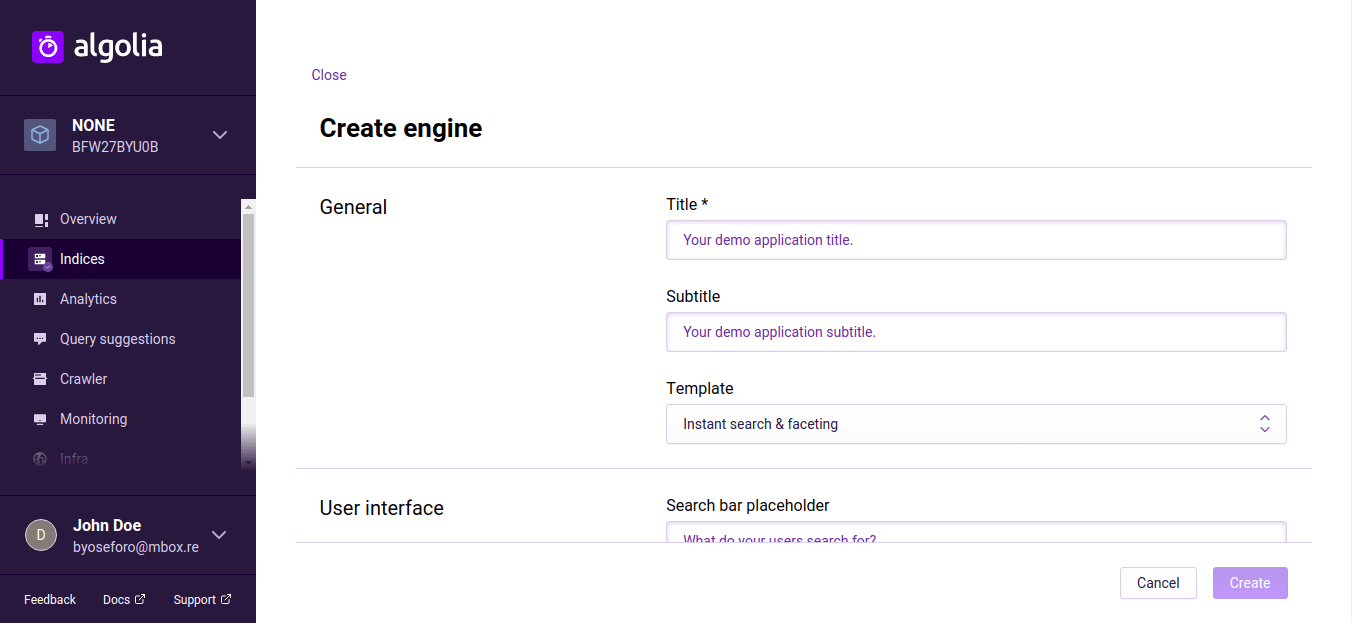 algolia
NONE
BFW27BYU0B
Overview
Indices
Analytics
Query suggestions
Crawler
Monitoring
Infra
D
John Doe
byoseforo@mbox.re
Feedback
Docs
Support
Close
Create engine
General
Title *
Your demo application title.
Subtitle
Your demo application subtitle.
Template
Instant search & faceting
User interface
Search bar placeholder
What do your users search for?
Cancel
Create